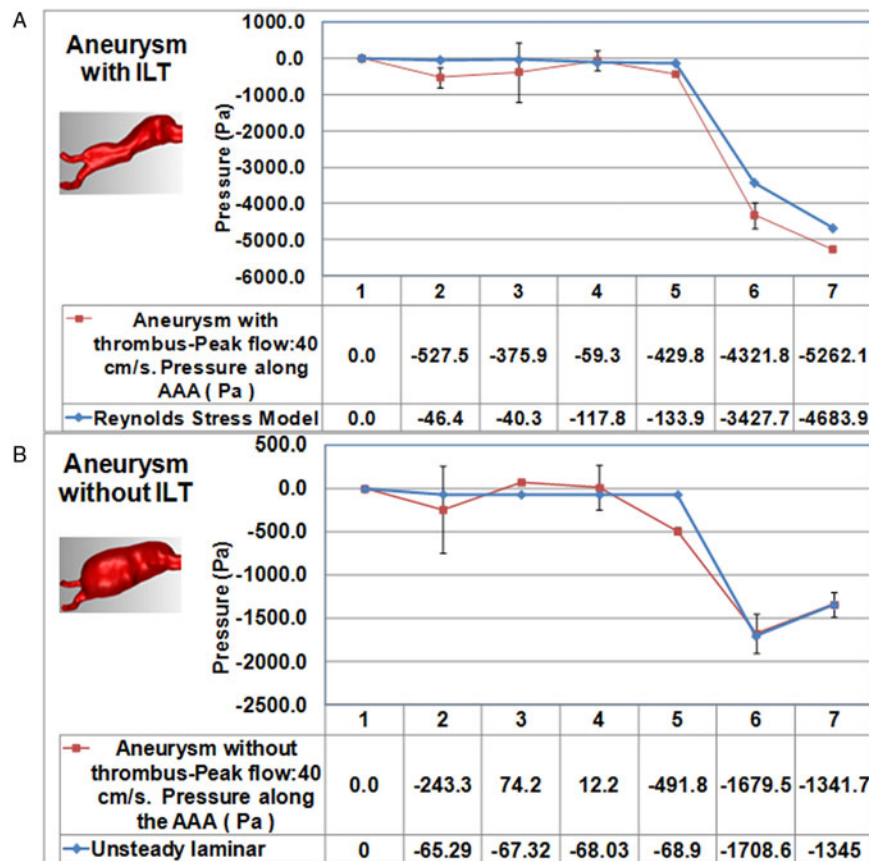 A
Aneurysm
with ILT
Pressure (Pa)
1000.0
0.0
-1000.0
-2000.0
-3000.0
-4000.0
-5000.0
-6000.0
1 2 3 4 5 6 7
Aneurysm with
thrombus-Peak flow:40
cm/s. Pressure along
AAA ( Pa )
0.0 -527.5 -375.9 -59.3 -429.8 -4321.8 -5262.1
Reynolds Stress Model 0.0 -46.4 -40.3 -117.8 -133.9 -3427.7 -4683.9
B
Aneurysm
without ILT
Pressure (Pa)
500.0
0.0
-500.0
-1000.0
-1500.0
-2000.0
-2500.0
1 2 3 4 5 6 7
Aneurysm without
thrombus-Peak flow:40
cm/s. Pressure along
the AAA ( Pa )
0.0 -243.3 74.2 12.2 -491.8 -1679.5 -1341.7
Unsteady laminar 0 -65.29 -67.32 -68.03 -68.9 -1708.6 -1345